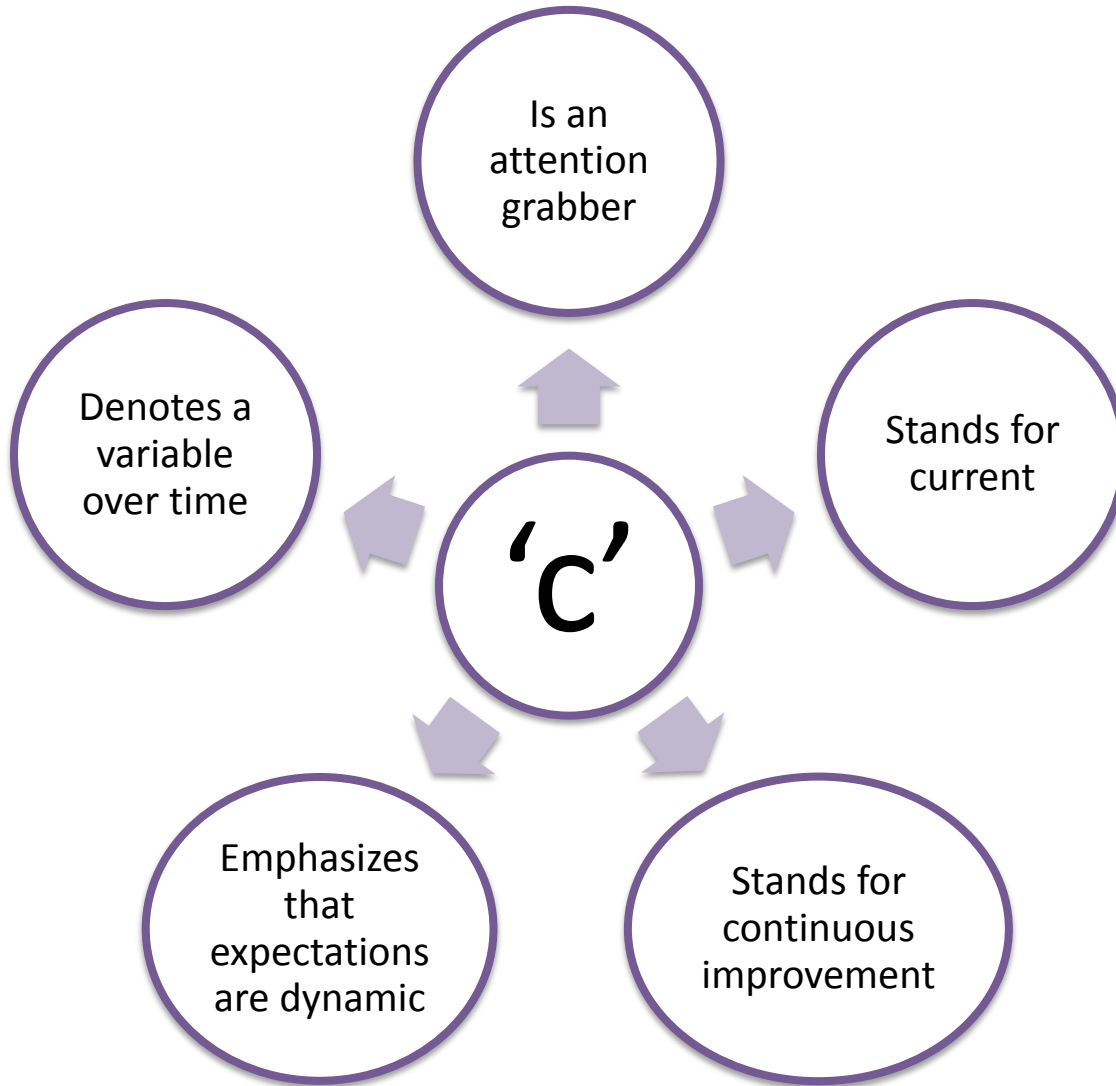 Is an
attention
grabber
Denotes a
variable
over time
Stands for
current
‘c’
Emphasizes
that
expectations
are dynamic
Stands for
continuous
improvement